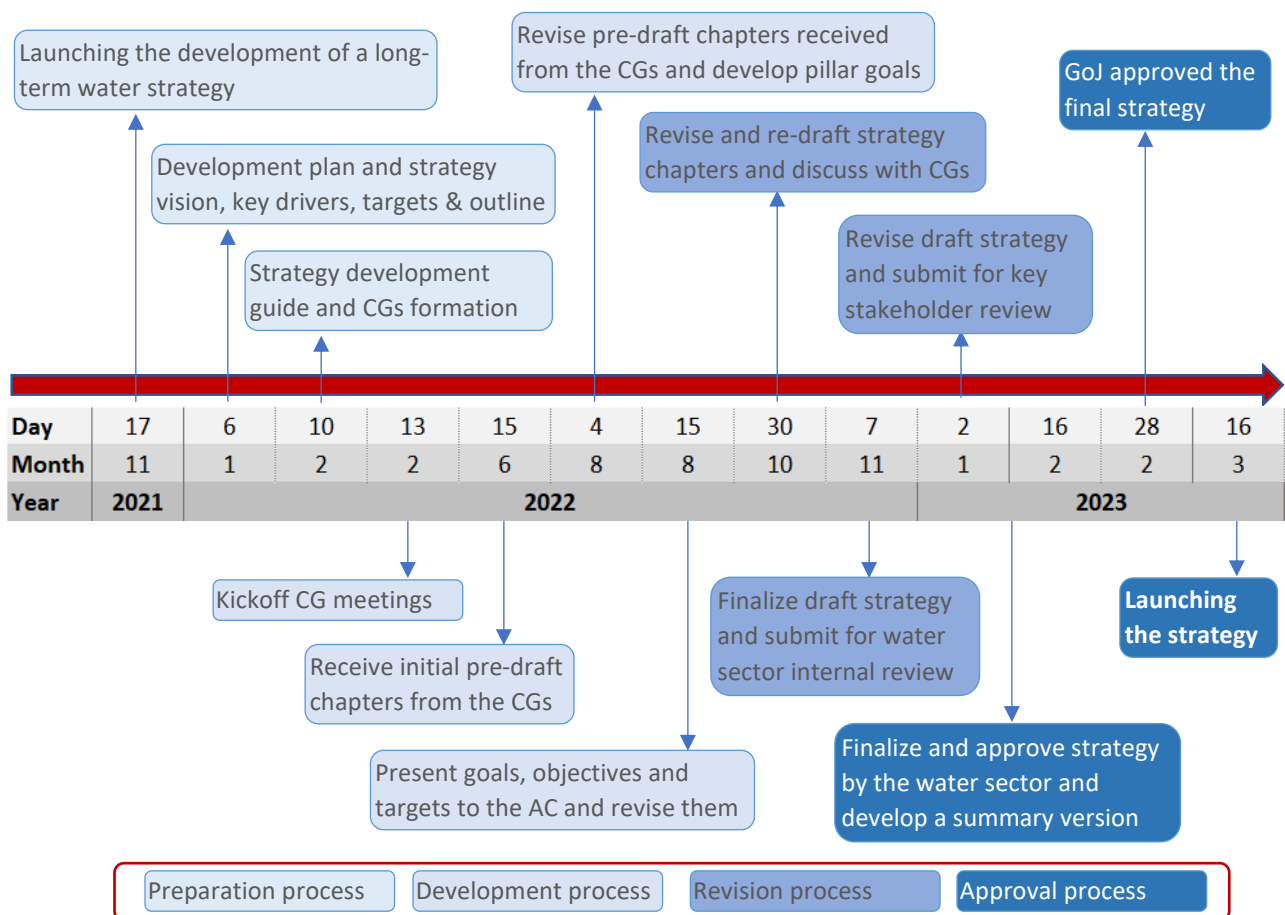 Launching the development of a long-
term water strategy
Revise pre-draft chapters received
from the CGs and develop pillar goals
GoJ approved the
final strategy
Development plan and strategy
vision, key drivers, targets & outline
Revise and re-draft strategy
chapters and discuss with CGs
Strategy development
guide and CGs formation
Revise draft strategy
and submit for key
stakeholder review
Day 17 6 10 13 15 4 15 30 7 2 16 28 16
Month 11 1 2 2 6 8 8 10 11 1 2 2 3
Year 2021 2022 2023
Kickoff CG meetings
Receive initial pre-draft
chapters from the CGs
Present goals, objectives and
targets to the AC and revise them
Finalize draft strategy
and submit for water
sector internal review
Finalize and approve strategy
by the water sector and
develop a summary version
Launching
the strategy
Preparation process
Development process
Revision process
Approval process